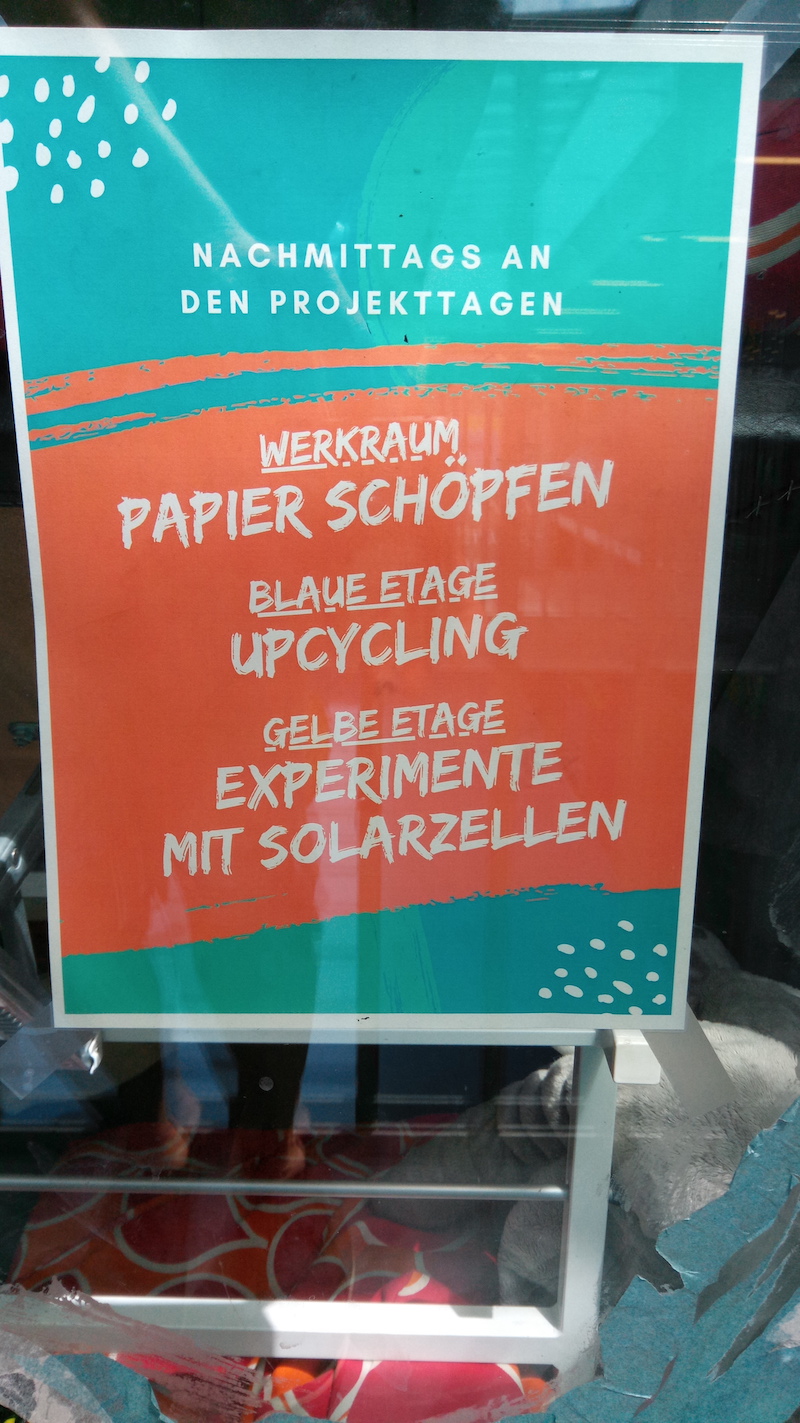 NACHMITTAGS AN
DEN PROJEKTTAGEN
WERKRAUM
PAPIER SCHÖPFEN
BLAUE ETAGE
UPCYCLING
GELBE ETAGE
EXPERIMENTE
MIT SOLARZELLEN